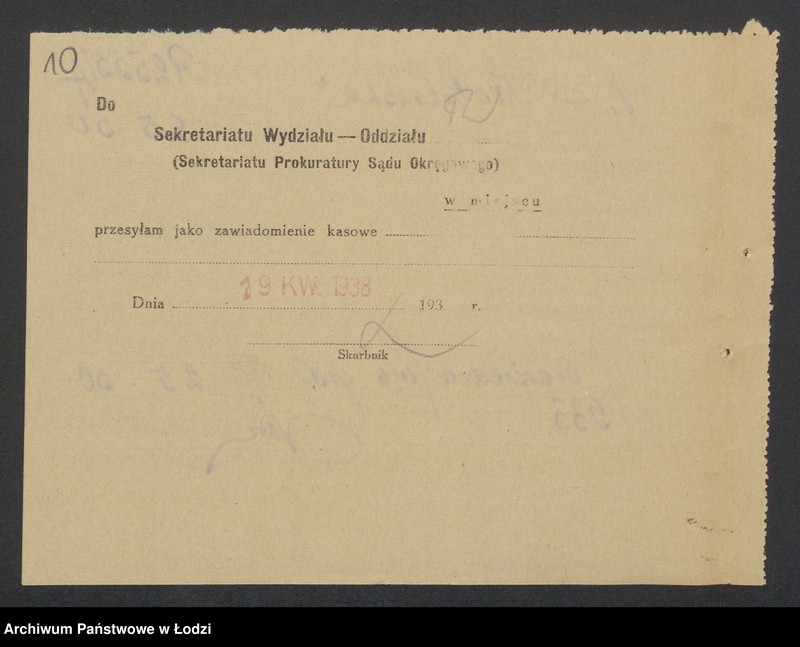 10
Do
Sekretariatu Wydziału — Oddziału
(Sekretariatu Prokuratury Sądu Okręgowego)
w miejscu
przesyłam jako zawiadomienie kasowe
Dnia 19 KW. 1938 193 r.
Skarbnik
Archiwum Państwowe w Łodzi